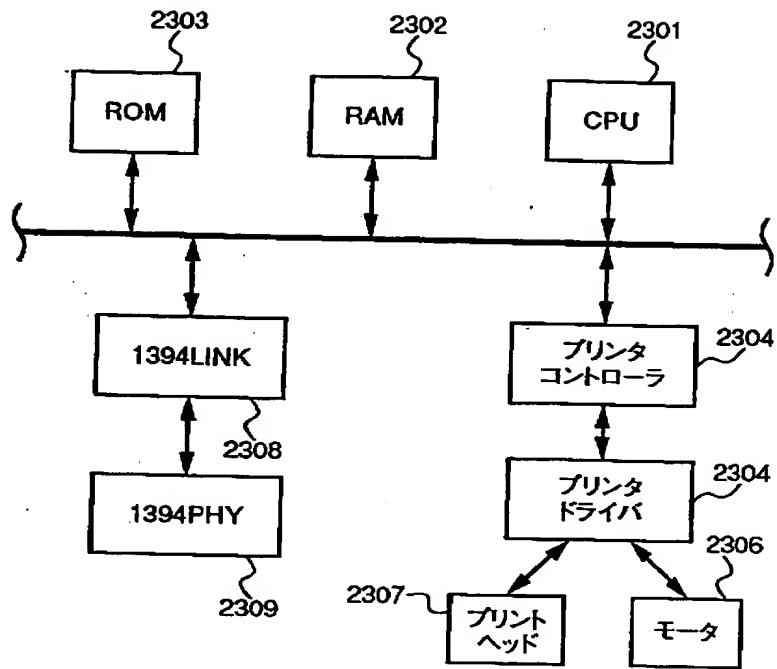 2303
2302
2301
ROM
RAM
CPU
1394LINK
プリンタ
コントローラ
2304
2308
1394PHY
プリンタ
ドライバ
2304
2309
2307
プリント
ヘッド
2306
モータ